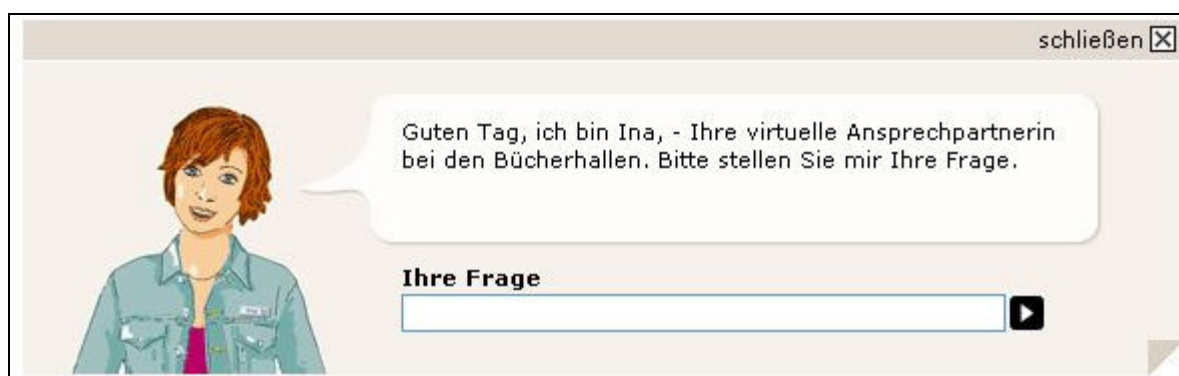 schließen
Guten Tag, ich bin Ina, - Ihre virtuelle Ansprechpartnerin
bei den Bücherhallen. Bitte stellen Sie mir Ihre Frage.
Ihre Frage